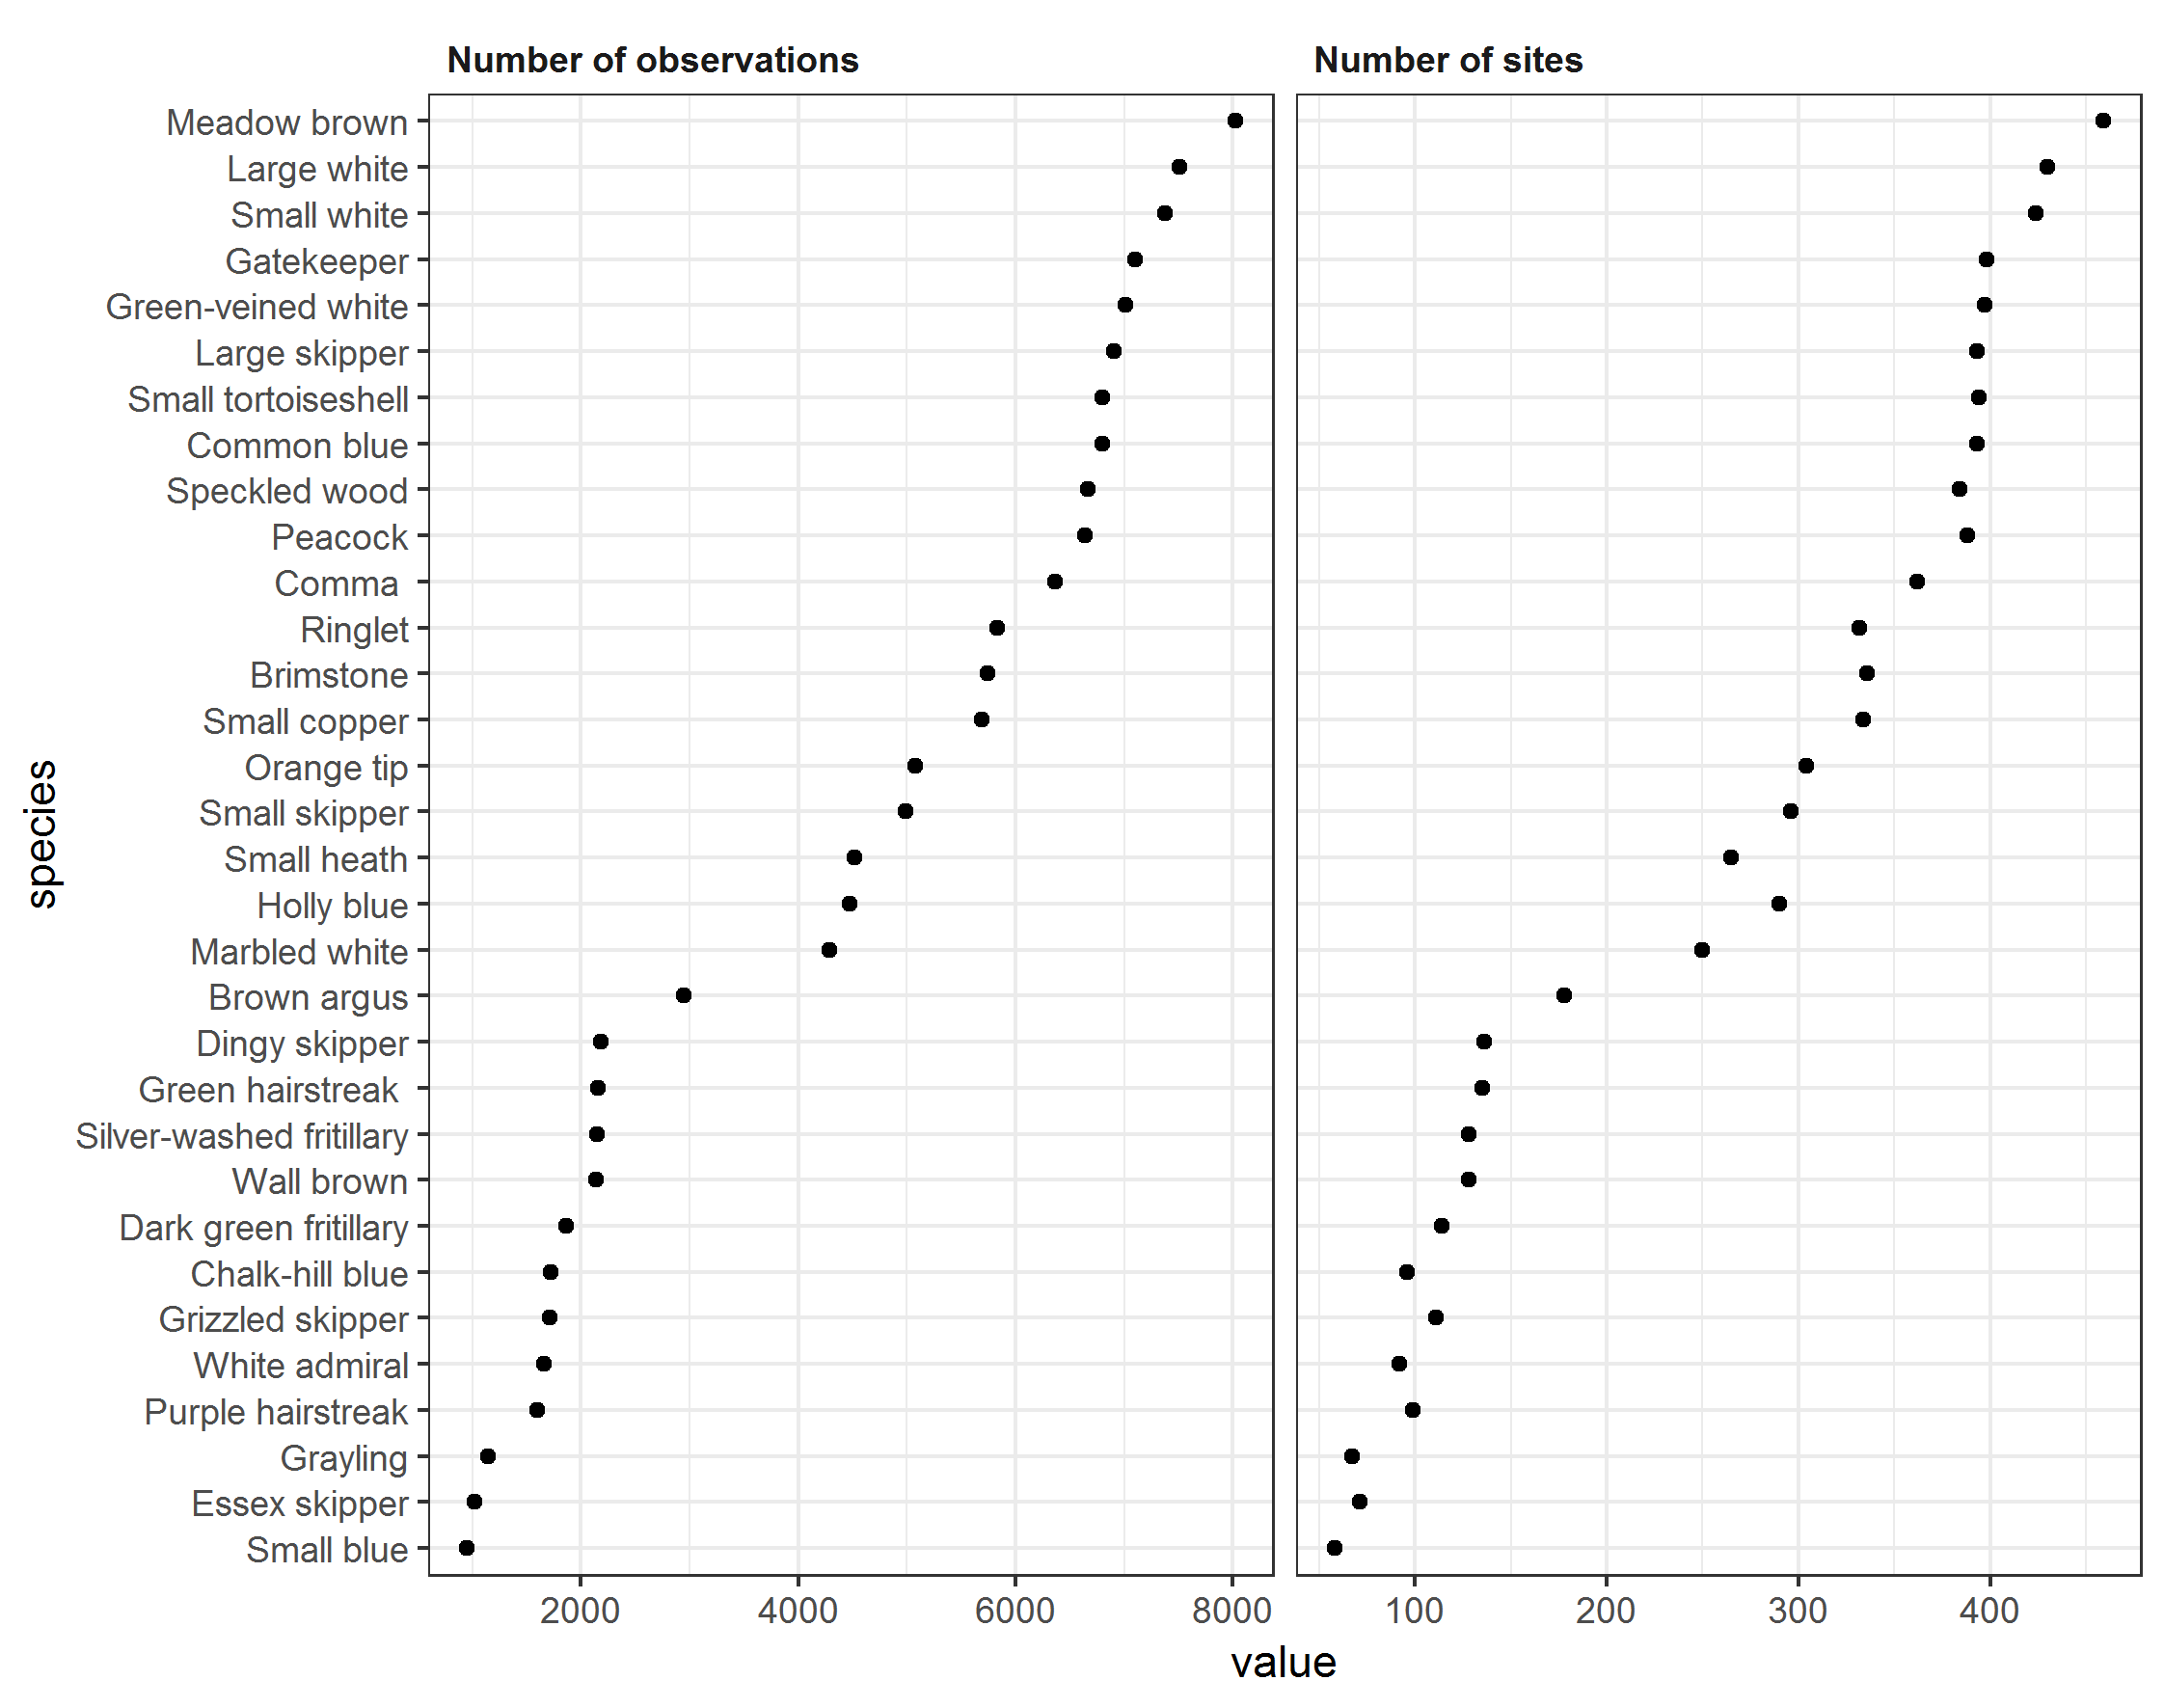 Number of observations
Number of sites
Meadow brown
Large white
Small white
Gatekeeper
Green-veined white
Large skipper
Small tortoiseshell
Common blue
Speckled wood
Peacock
Comma
Ringlet
Brimstone
Small copper
Orange tip
Small skipper
Small heath
Holly blue
Marbled white
Brown argus
Dingy skipper
Green hairstreak
Silver-washed fritillary
Wall brown
Dark green fritillary
Chalk-hill blue
Grizzled skipper
White admiral
Purple hairstreak
Grayling
Essex skipper
Small blue
species
2000 4000 6000 8000
100 200 300 400
value